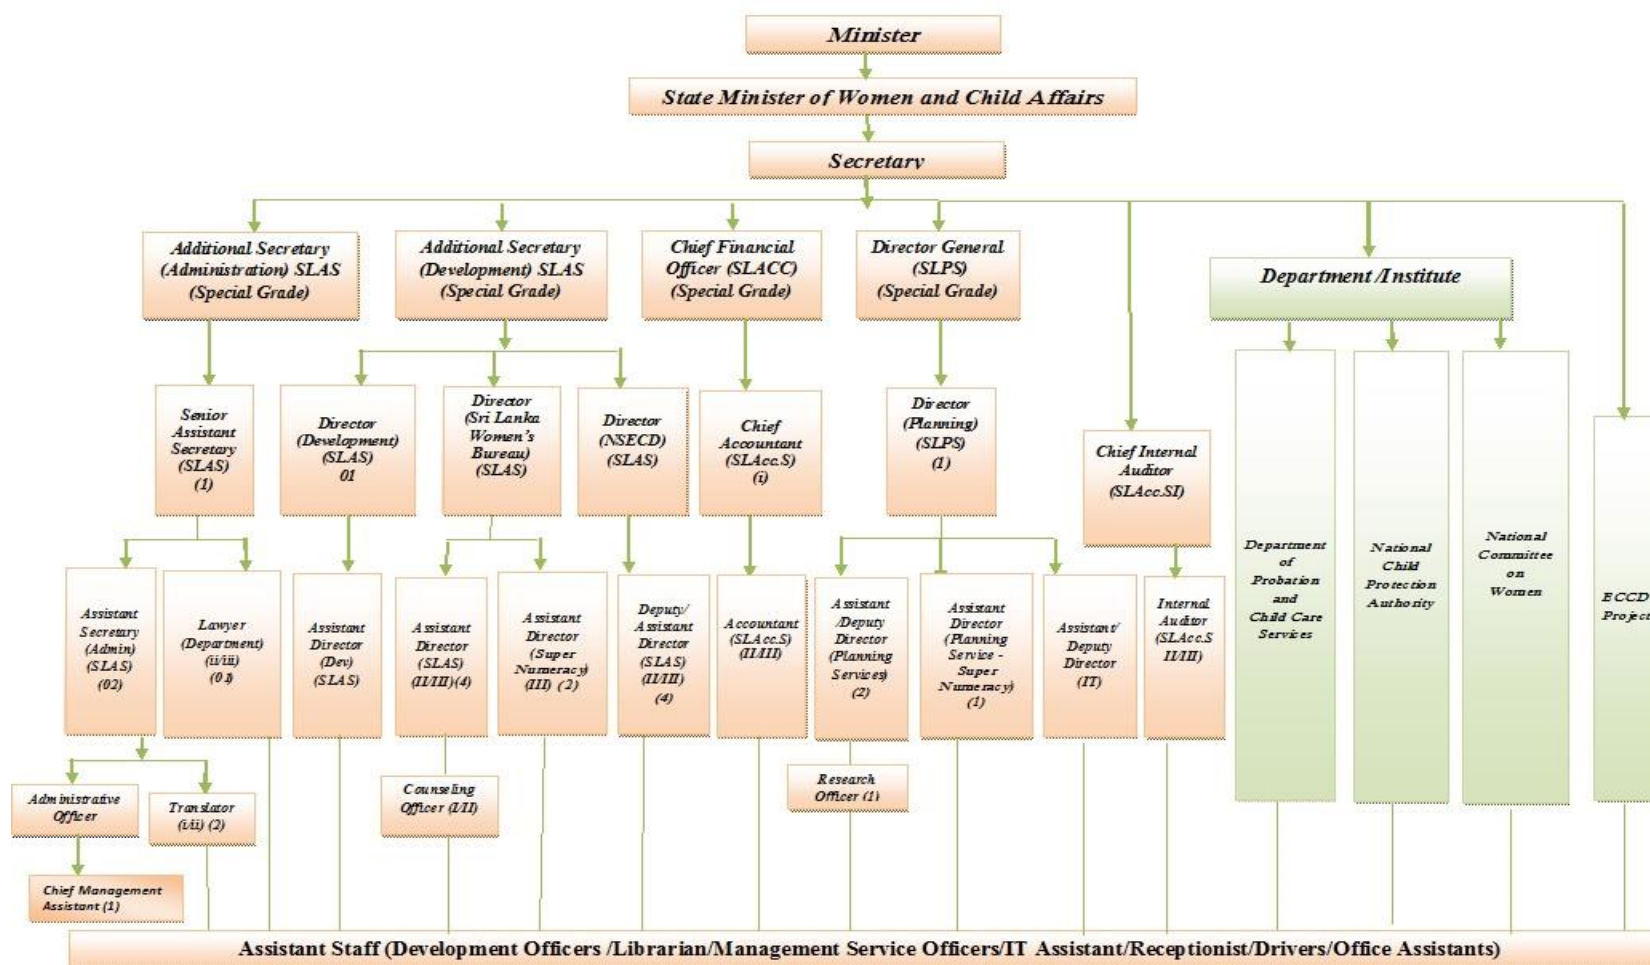 Minister
State Minister of Women and Child Affairs
Secretary
Additional Secretary
(Administration) SLAS
(Special Grade)
Additional Secretary
(Development) SLAS
(Special Grade)
Chief Financial
Officer (SLACC)
(Special Grade)
Director General
(SLPS)
(Special Grade)
Department /Institute
Senior
Assistant
Secretary
(SLAS)
(1)
Director
(Development)
(SLAS)
01
Director
(Sri Lanka
Women's
Bureau)
(SLAS)
Director
(NSECD)
(SLAS)
Chief
Accountant
(SLAcc.S)
(i)
Director
(Planning)
(SLPS)
(1)
Chief Internal
Auditor
(SLAcc.SI)
Department
of
Probation
and
Child Care
Services
National
Child
Protection
Authority
National
Committee
on
Women
ECCD
Project
Assistant
Secretary
(Admin)
(SLAS)
(02)
Lawyer
(Department)
(ii/iii)
(01)
Assistant
Director
(Dev)
(SLAS)
Assistant
Director
(SLAS)
(II/III)(4)
Assistant
Director
(Super
Numeracy)
(III) (2)
Deputy/
Assistant
Director
(SLAS)
(II/III)
(4)
Accountant
(SLAcc.S)
(II/III)
Assistant
/Deputy
Director
(Planning
Services)
(2)
Assistant
Director
(Planning
Service -
Super
Numeracy)
(1)
Assistant/
Deputy
Director
(IT)
Internal
Auditor
(SLAcc.S
II/III)
Administrative
Officer
Translator
(i/ii) (2)
Counseling
Officer (I/II)
Research
Officer (1)
Chief Management
Assistant (1)
Assistant Staff (Development Officers /Librarian/Management Service Officers/IT Assistant/Receptionist/Drivers/Office Assistants)